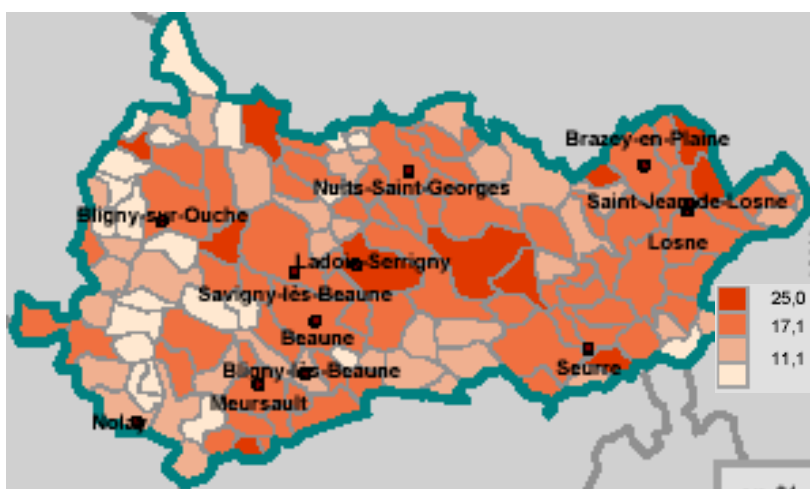 Brazey-en-Plaine
Nuits-Saint-Georges
Saint-Jean-de-Losne
Bligny-sur-Ouche
Losne
Ladoix-Serrigny
Savigny-lès-Beaune
25,0
17,1
Beaune
11,1
Bligny-lès-Beaune
Seurre
Meursault
Nolay